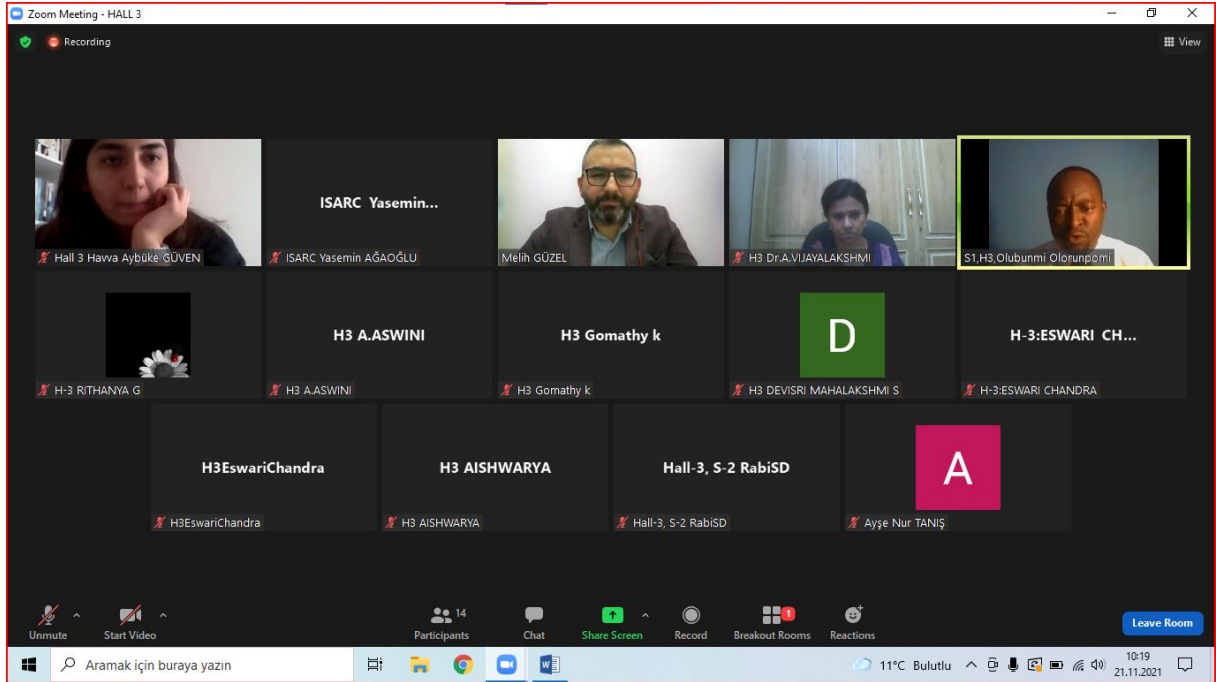 Zoom Meeting - HALL 3
Recording
View
Hall 3 Havva Aybüke GÜVEN
ISARC Yasemin...
ISARC Yasemin AĞAOĞLU
Melih GÜZEL
H3 Dr.A.VIJAYALAKSHMI
S1,H3,Olubunmi Olorunpomi
H-3 RITHANYA G
H3 A.ASWINI
H3 A.ASWINI
H3 Gomathy k
H3 Gomathy k
D
H3 DEVISRI MAHALAKSHMI S
H-3:ESWARI CH...
H-3:ESWARI CHANDRA
H3EswariChandra
H3EswariChandra
H3 AISHWARYA
H3 AISHWARYA
Hall-3, S-2 RabiSD
Hall-3, S-2 RabiSD
A
Ayşe Nur TANIŞ
Unmute
Start Video
14
Participants
Chat
Share Screen
Record
1
Breakout Rooms
Reactions
Leave Room
Aramak için buraya yazın
W
11°C Bulutlu
10:19
21.11.2021